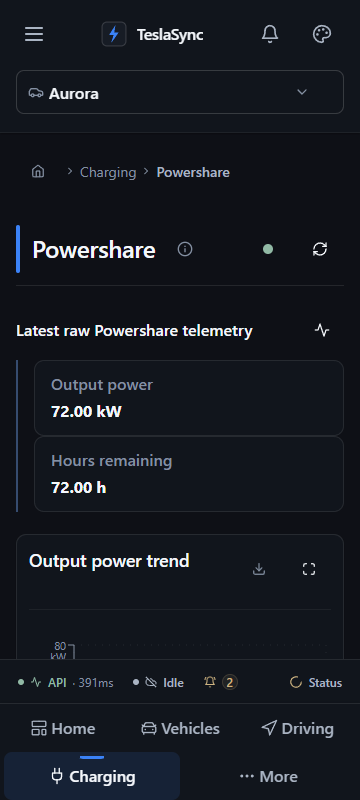 TeslaSync
Aurora
Charging Powershare
Powershare
Latest raw Powershare telemetry
Output power
72.00 kW
Hours remaining
72.00 h
Output power trend
80
kW
API · 391ms Idle 2 Status
Home Vehicles Driving
Charging More